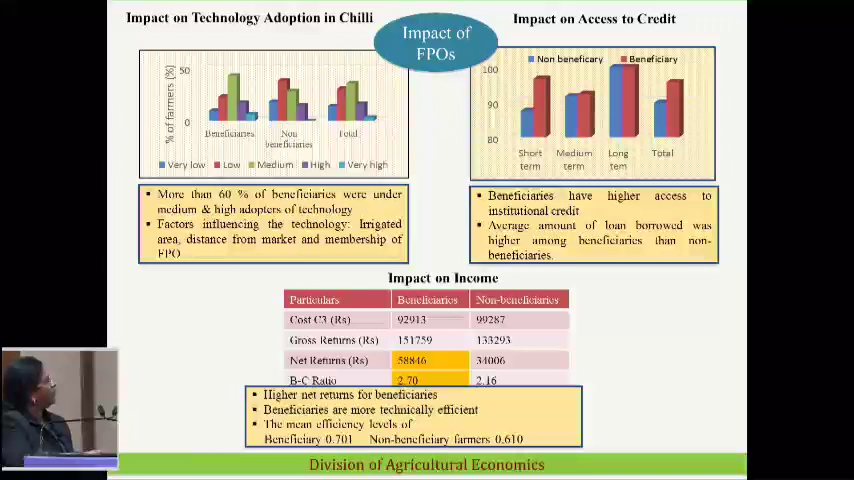 Impact on Technology Adoption in Chilli
Impact of
FPOs
Impact on Access to Credit
% of farmers (%)
50
0
Beneficiaries
Non
beneficiaries
Total
Very low
Low
Medium
High
Very high
Non beneficary
Beneficiary
100
90
80
Short
term
Medium
term
Long
tem
Total
More than 60 % of beneficiaries were under
medium & high adopters of technology
Factors influencing the technology: Irrigated
area, distance from market and membership of
FPO
Beneficiaries have higher access to
institutional credit
Average amount of loan borrowed was
higher among beneficiaries than non-
beneficiaries.
Impact on Income
Particulars Beneficiaries Non-beneficiaries
Cost C3 (Rs) 92913 99287
Gross Returns (Rs) 151759 133293
Net Returns (Rs) 58846 34006
B-C Ratio 2.70 2.16
Higher net returns for beneficiaries
Beneficiaries are more technically efficient
The mean efficiency levels of
Beneficiary 0.701 Non-beneficiary farmers 0.610
Division of Agricultural Economics